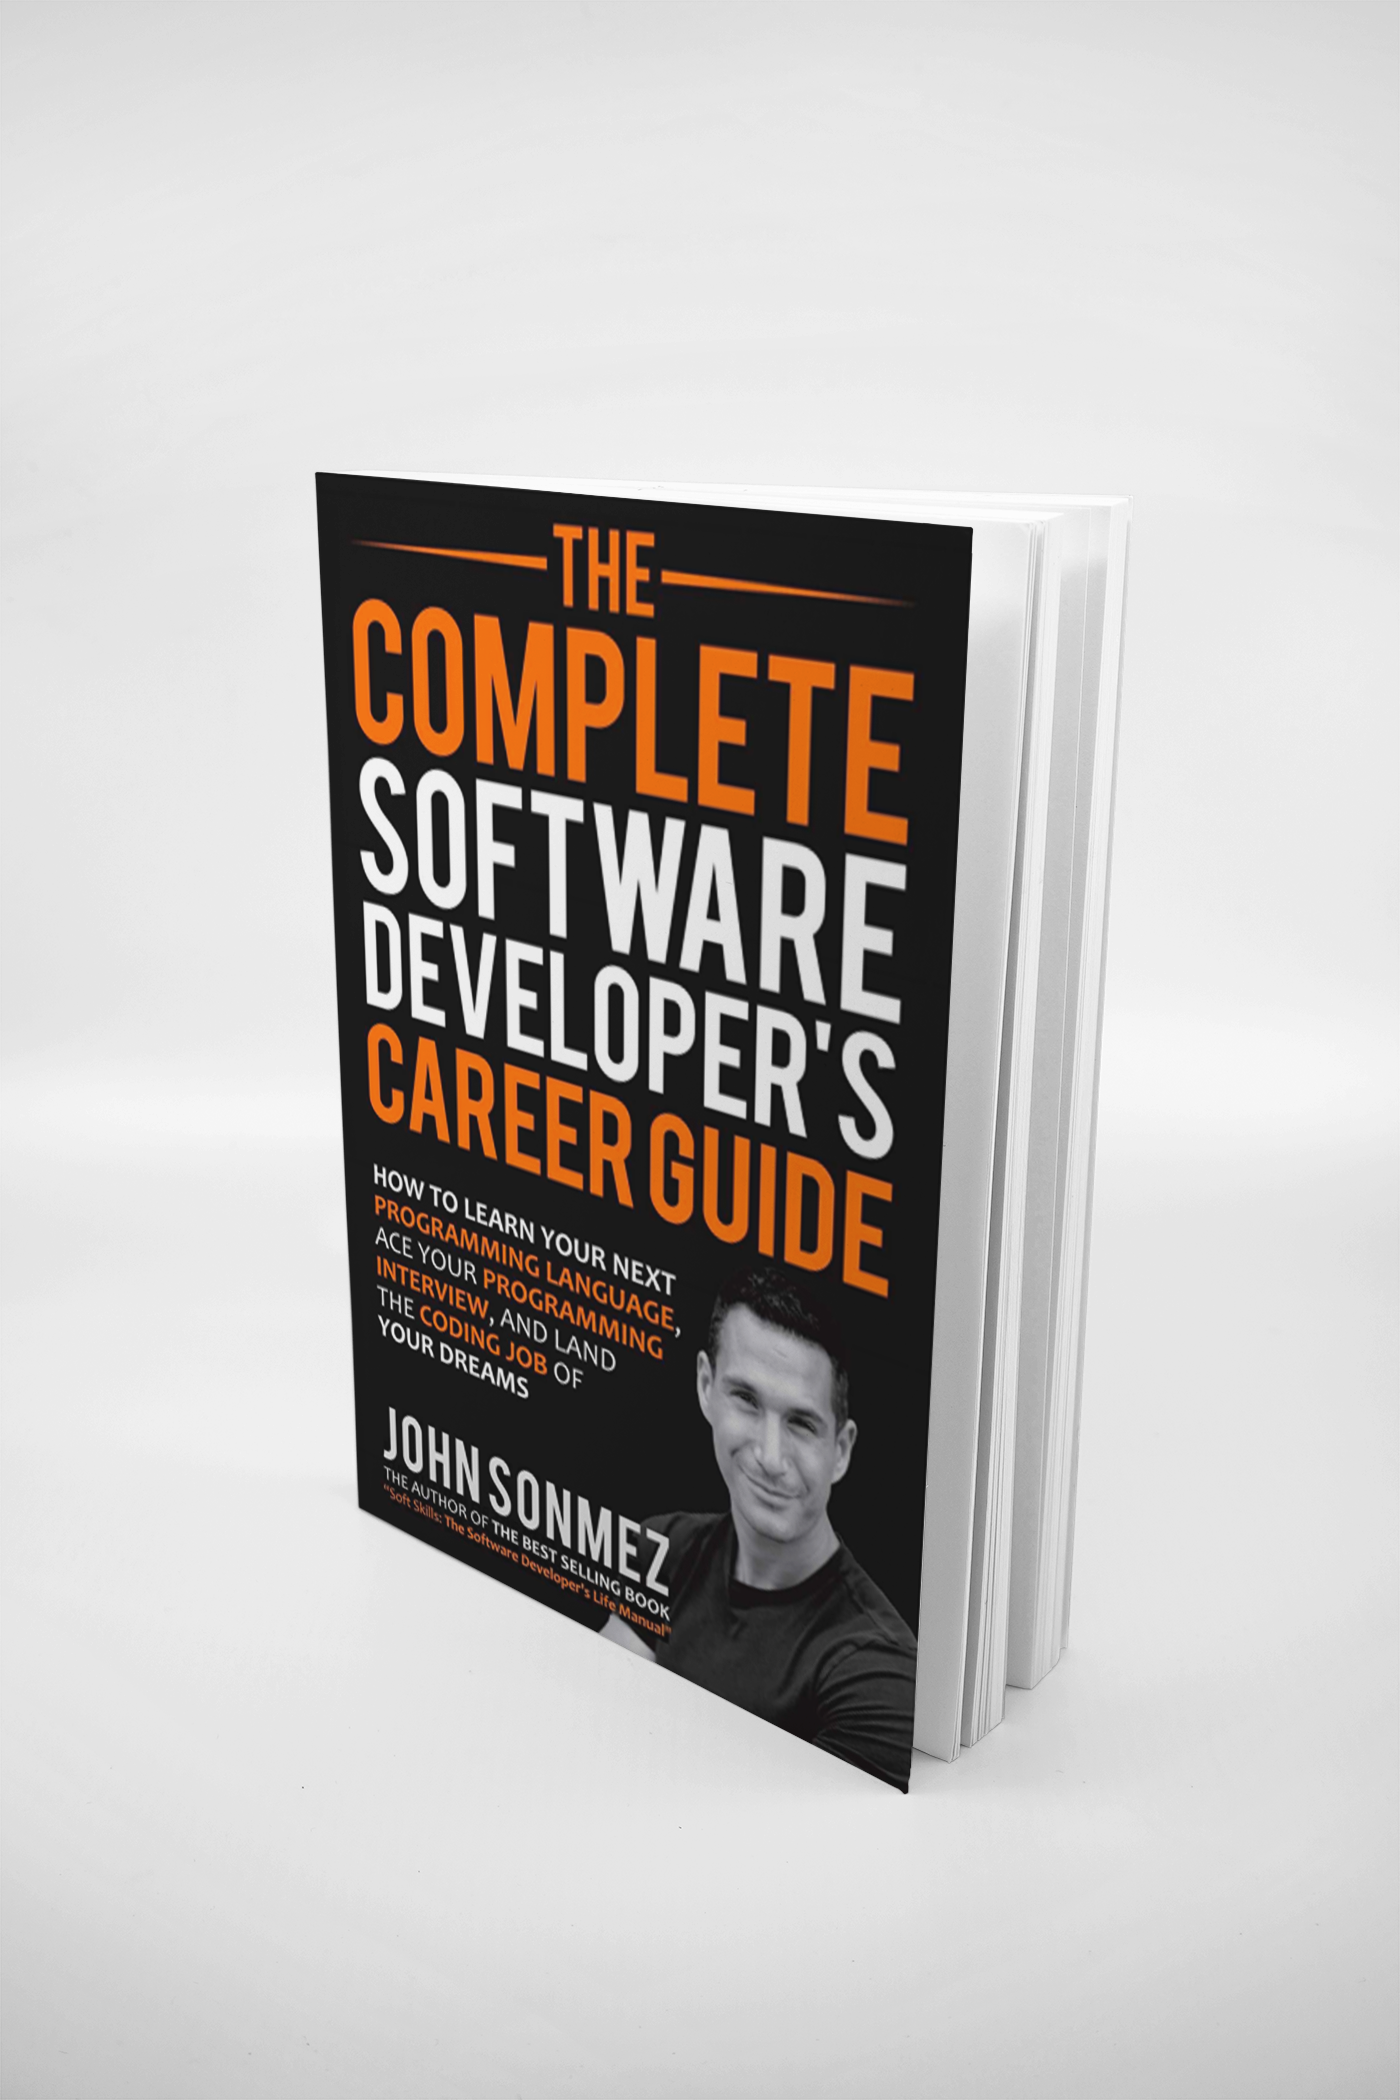 THE
COMPLETE
SOFTWARE
DEVELOPER'S
CAREER GUIDE
HOW TO LEARN YOUR NEXT
PROGRAMMING LANGUAGE,
ACE YOUR PROGRAMMING
INTERVIEW, AND LAND
THE CODING JOB OF
YOUR DREAMS
JOHN SONMEZ
THE AUTHOR OF THE BEST SELLING BOOK
"Soft Skills: The Software Developer's Life Manual"